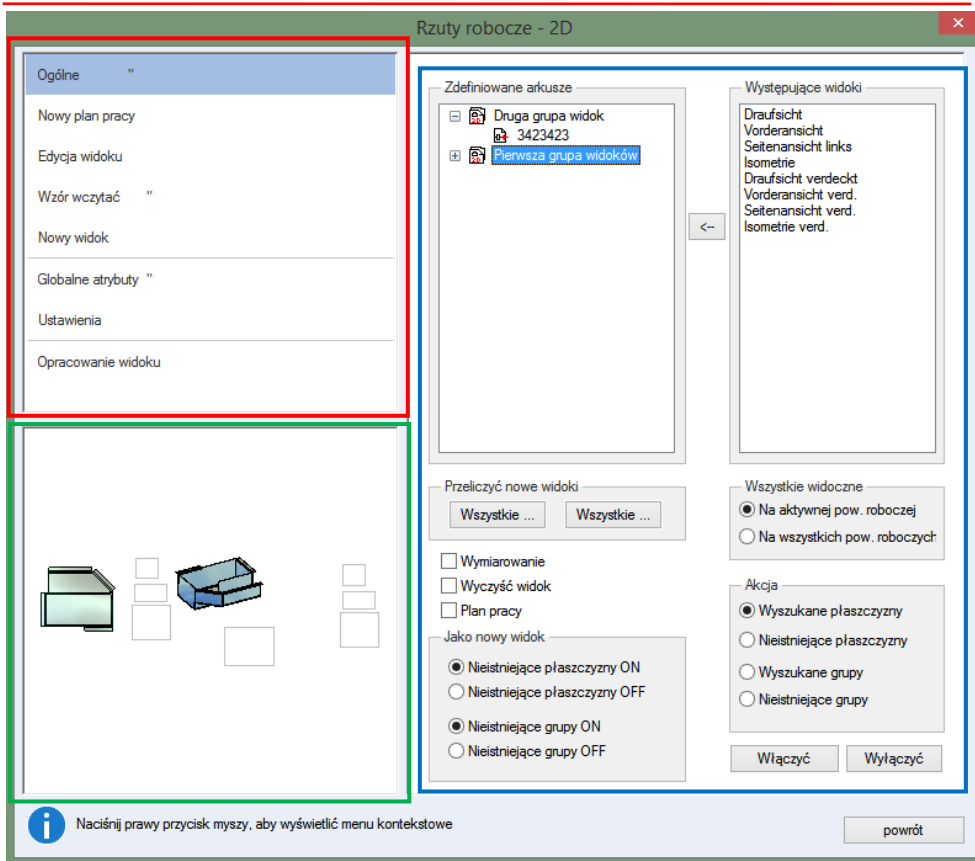 Rzuty robocze - 2D
Ogólne "
Nowy plan pracy
Edycja widoku
Wzór wczytać "
Nowy widok
Globalne atrybuty "
Ustawienia
Opracowanie widoku
Zdefiniowane arkusze
Druga grupa widok
3423423
Pierwsza grupa widoków
<--
Występujące widoki
Draufsicht
Vorderansicht
Seitenansicht links
Isometrie
Draufsicht verdeckt
Vorderansicht verd.
Seitenansicht verd.
Isometrie verd.
Przeliczyć nowe widoki
Wszystkie ... Wszystkie ...
Wymiarowanie
Wyczyść widok
Plan pracy
Jako nowy widok
Nieistniejące płaszczyzny ON
Nieistniejące płaszczyzny OFF
Nieistniejące grupy ON
Nieistniejące grupy OFF
Wszystkie widoczne
Na aktywnej pow. roboczej
Na wszystkich pow. roboczych
Akcja
Wyszukane płaszczyzny
Nieistniejące płaszczyzny
Wyszukane grupy
Nieistniejące grupy
Włączyć Wyłączyć
Naciśnij prawy przycisk myszy, aby wyświetlić menu kontekstowe
powrót